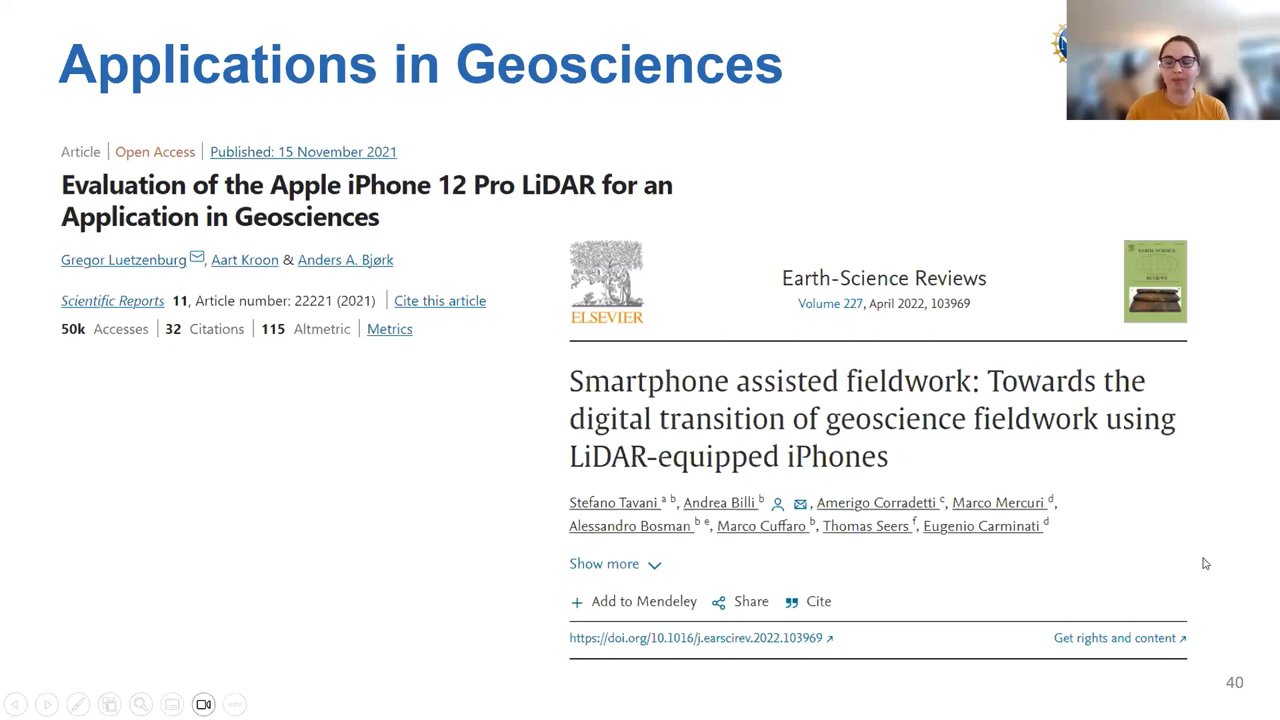 Applications in Geosciences
Article | Open Access | Published: 15 November 2021
Evaluation of the Apple iPhone 12 Pro LiDAR for an
Application in Geosciences
Gregor Luetzenburg, Aart Kroon & Anders A. Bjørk
Scientific Reports 11, Article number: 22221 (2021) | Cite this article
50k Accesses | 32 Citations | 115 Altmetric | Metrics
ELSEVIER
Earth-Science Reviews
Volume 227, April 2022, 103969
EARTH-SCIENCE
REVIEWS
Smartphone assisted fieldwork: Towards the
digital transition of geoscience fieldwork using
LiDAR-equipped iPhones
Stefano Tavani a b, Andrea Billi b, Amerigo Corradetti c, Marco Mercuri d,
Alessandro Bosman b e, Marco Cuffaro b, Thomas Seers f, Eugenio Carminati d
Show more
+ Add to Mendeley Share Cite
https://doi.org/10.1016/j.earscirev.2022.103969 Get rights and content
40